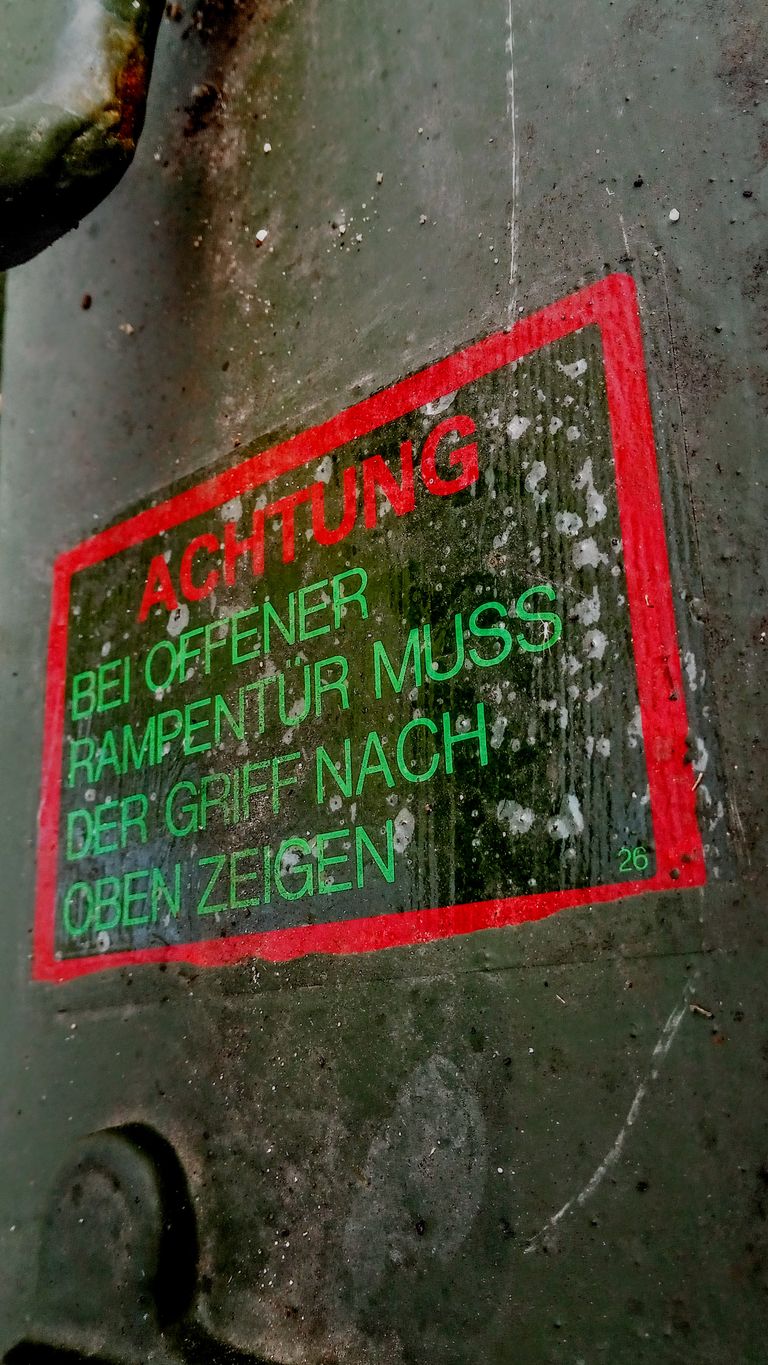 ACHTUNG
BEI OFFENER
RAMPENTÜR MUSS
DER GRIFF NACH
OBEN ZEIGEN
26